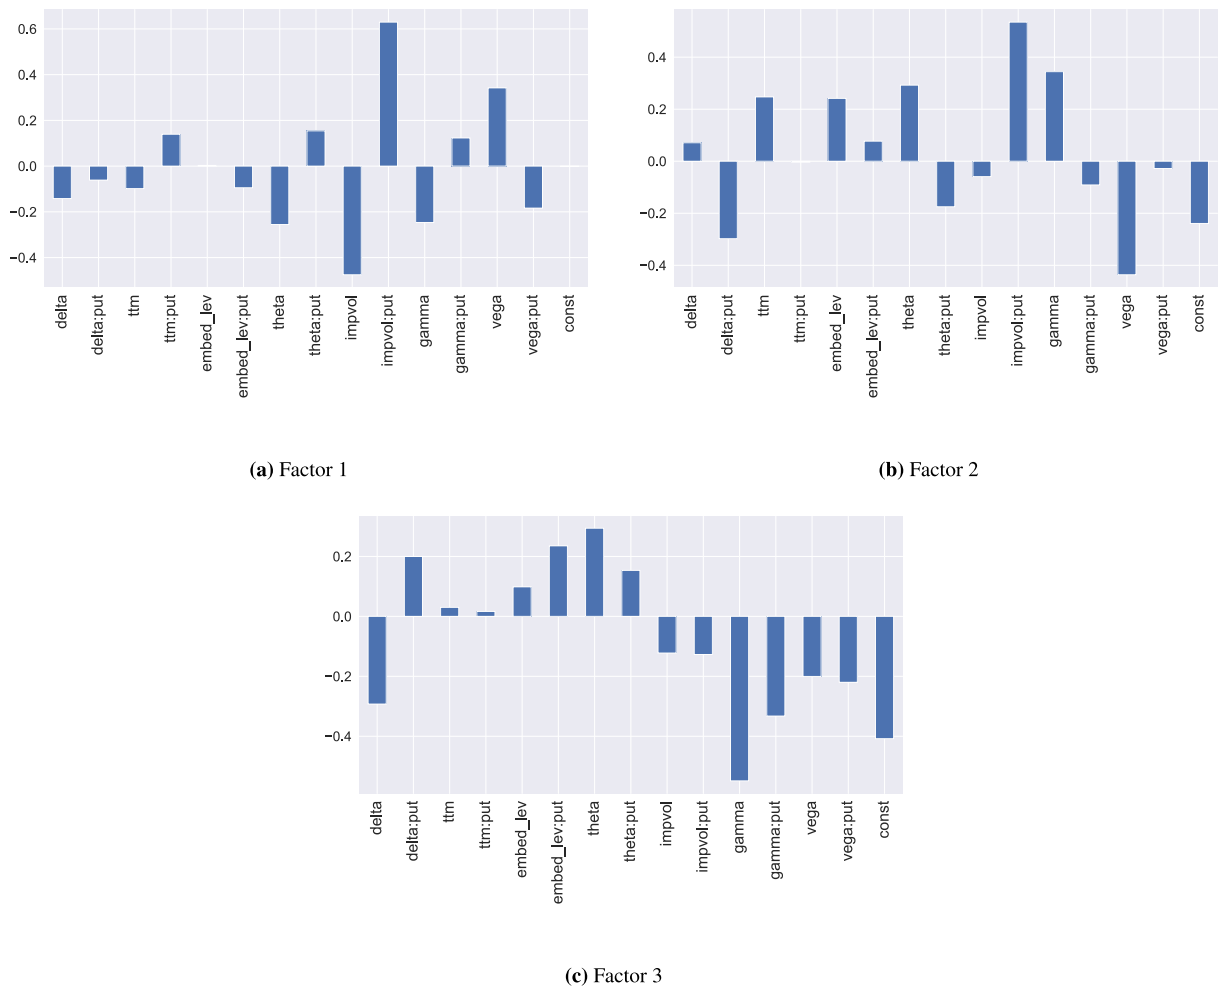 0.6
0.4
0.2
0.0
−0.2
−0.4
delta
delta:put
ttm
ttm:put
embed_lev
embed_lev:put
theta
theta:put
impvol
impvol:put
gamma
gamma:put
vega
vega:put
const
(a) Factor 1
0.4
0.2
0.0
−0.2
−0.4
delta
delta:put
ttm
ttm:put
embed_lev
embed_lev:put
theta
theta:put
impvol
impvol:put
gamma
gamma:put
vega
vega:put
const
(b) Factor 2
0.2
0.0
−0.2
−0.4
delta
delta:put
ttm
ttm:put
embed_lev
embed_lev:put
theta
theta:put
impvol
impvol:put
gamma
gamma:put
vega
vega:put
const
(c) Factor 3